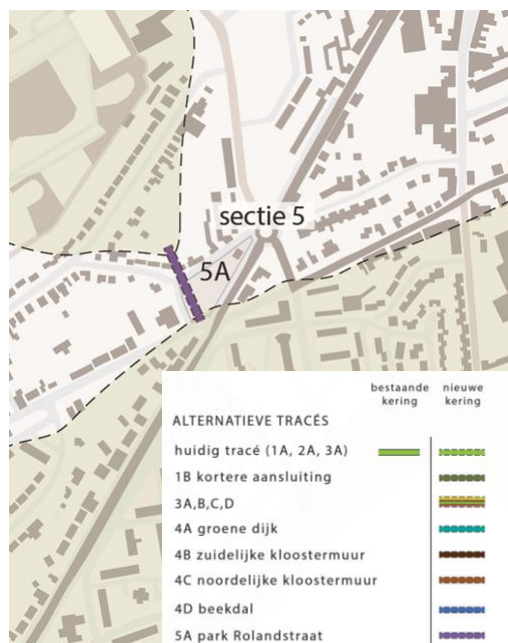 sectie 5
5A
bestaande nieuwe
kering kering
ALTERNATIEVE TRACÉS
huidig tracé (1A, 2A, 3A)
1B kortere aansluiting
3A,B,C,D
4A groene dijk
4B zuidelijke kloostermuur
4C noordelijke kloostermuur
4D beekdal
5A park Rolandstraat